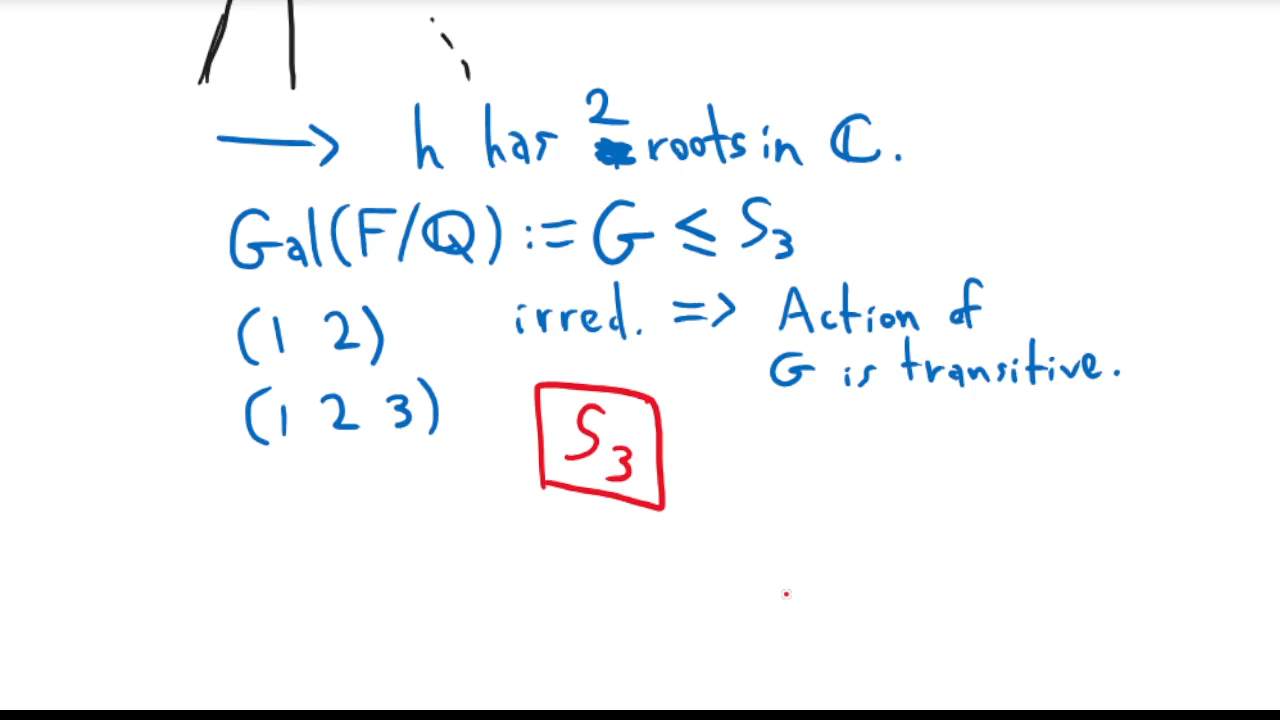 → h has 2 roots in ℂ.
Gal(F/ℚ) := G ≤ S₃
(1 2) irred. => Action of
G is transitive.
(1 2 3)
S₃